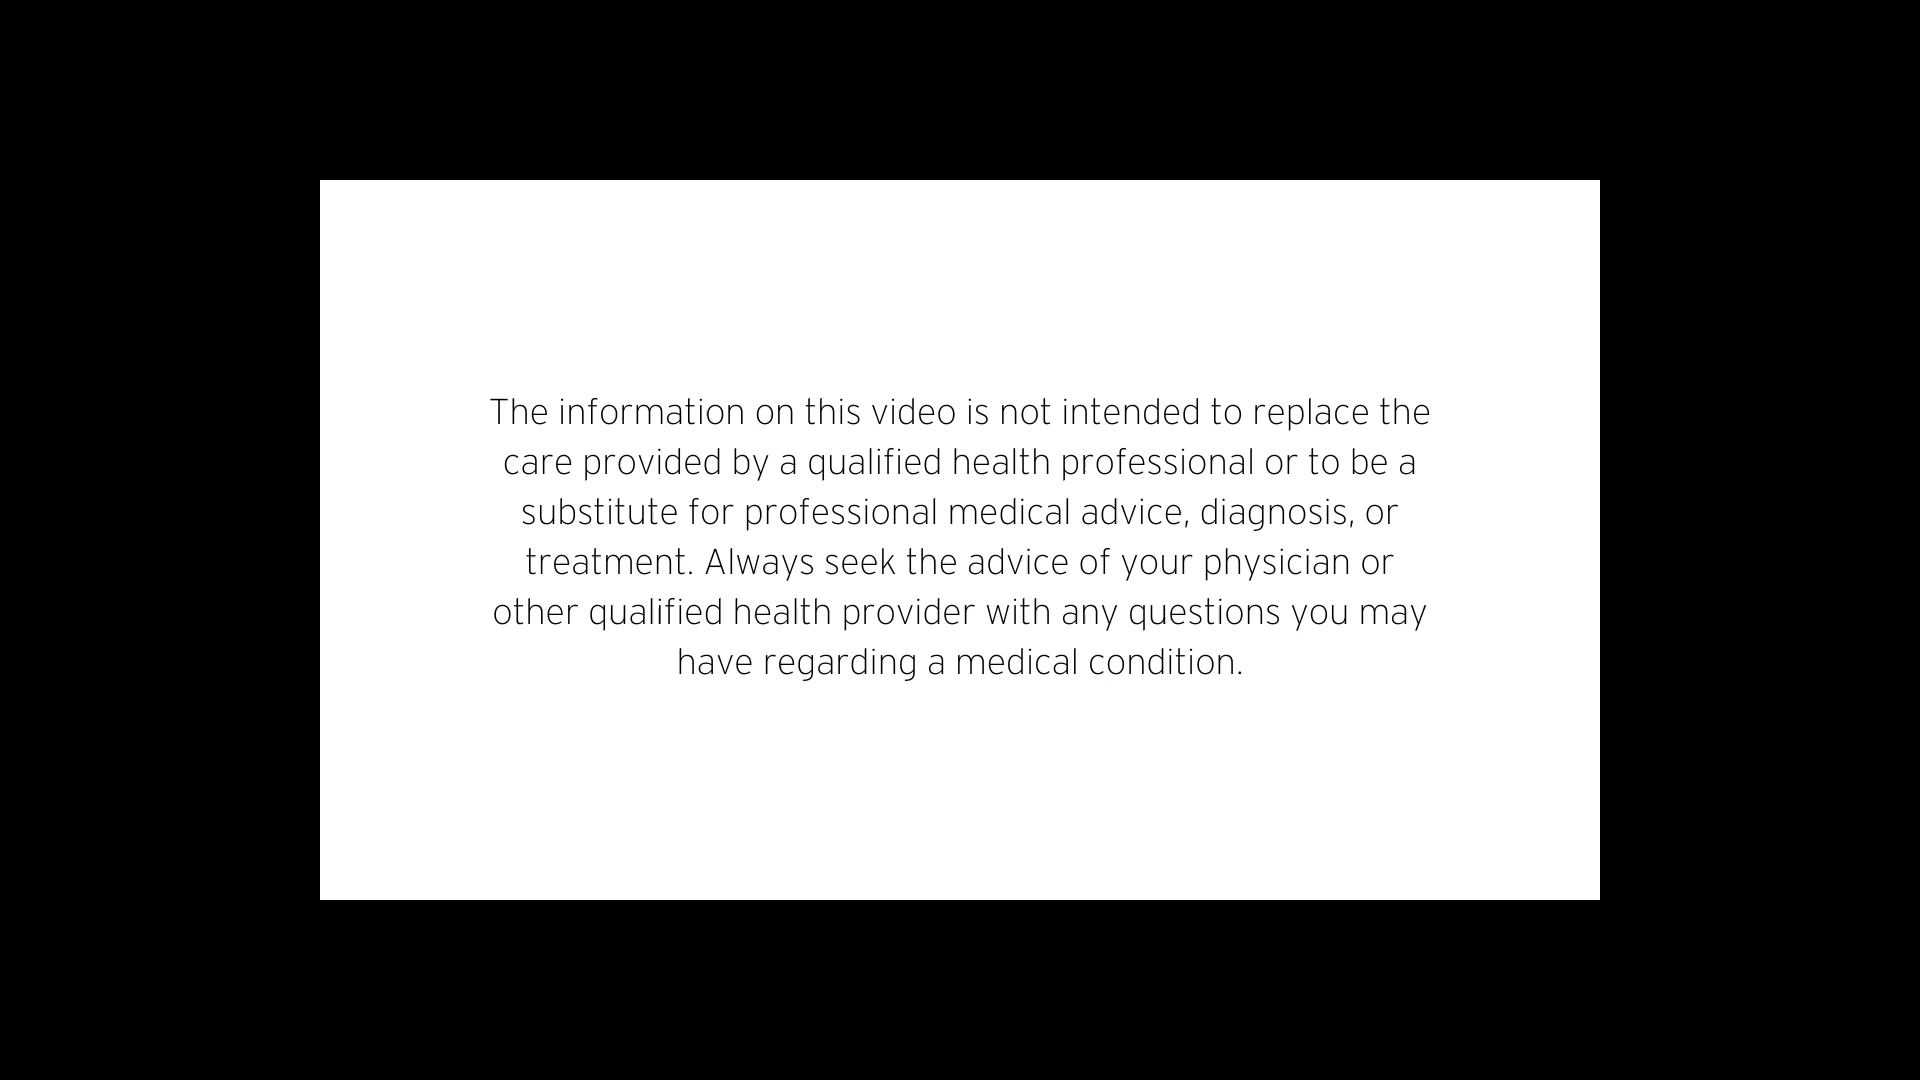 The information on this video is not intended to replace the
care provided by a qualified health professional or to be a
substitute for professional medical advice, diagnosis, or
treatment. Always seek the advice of your physician or
other qualified health provider with any questions you may
have regarding a medical condition.